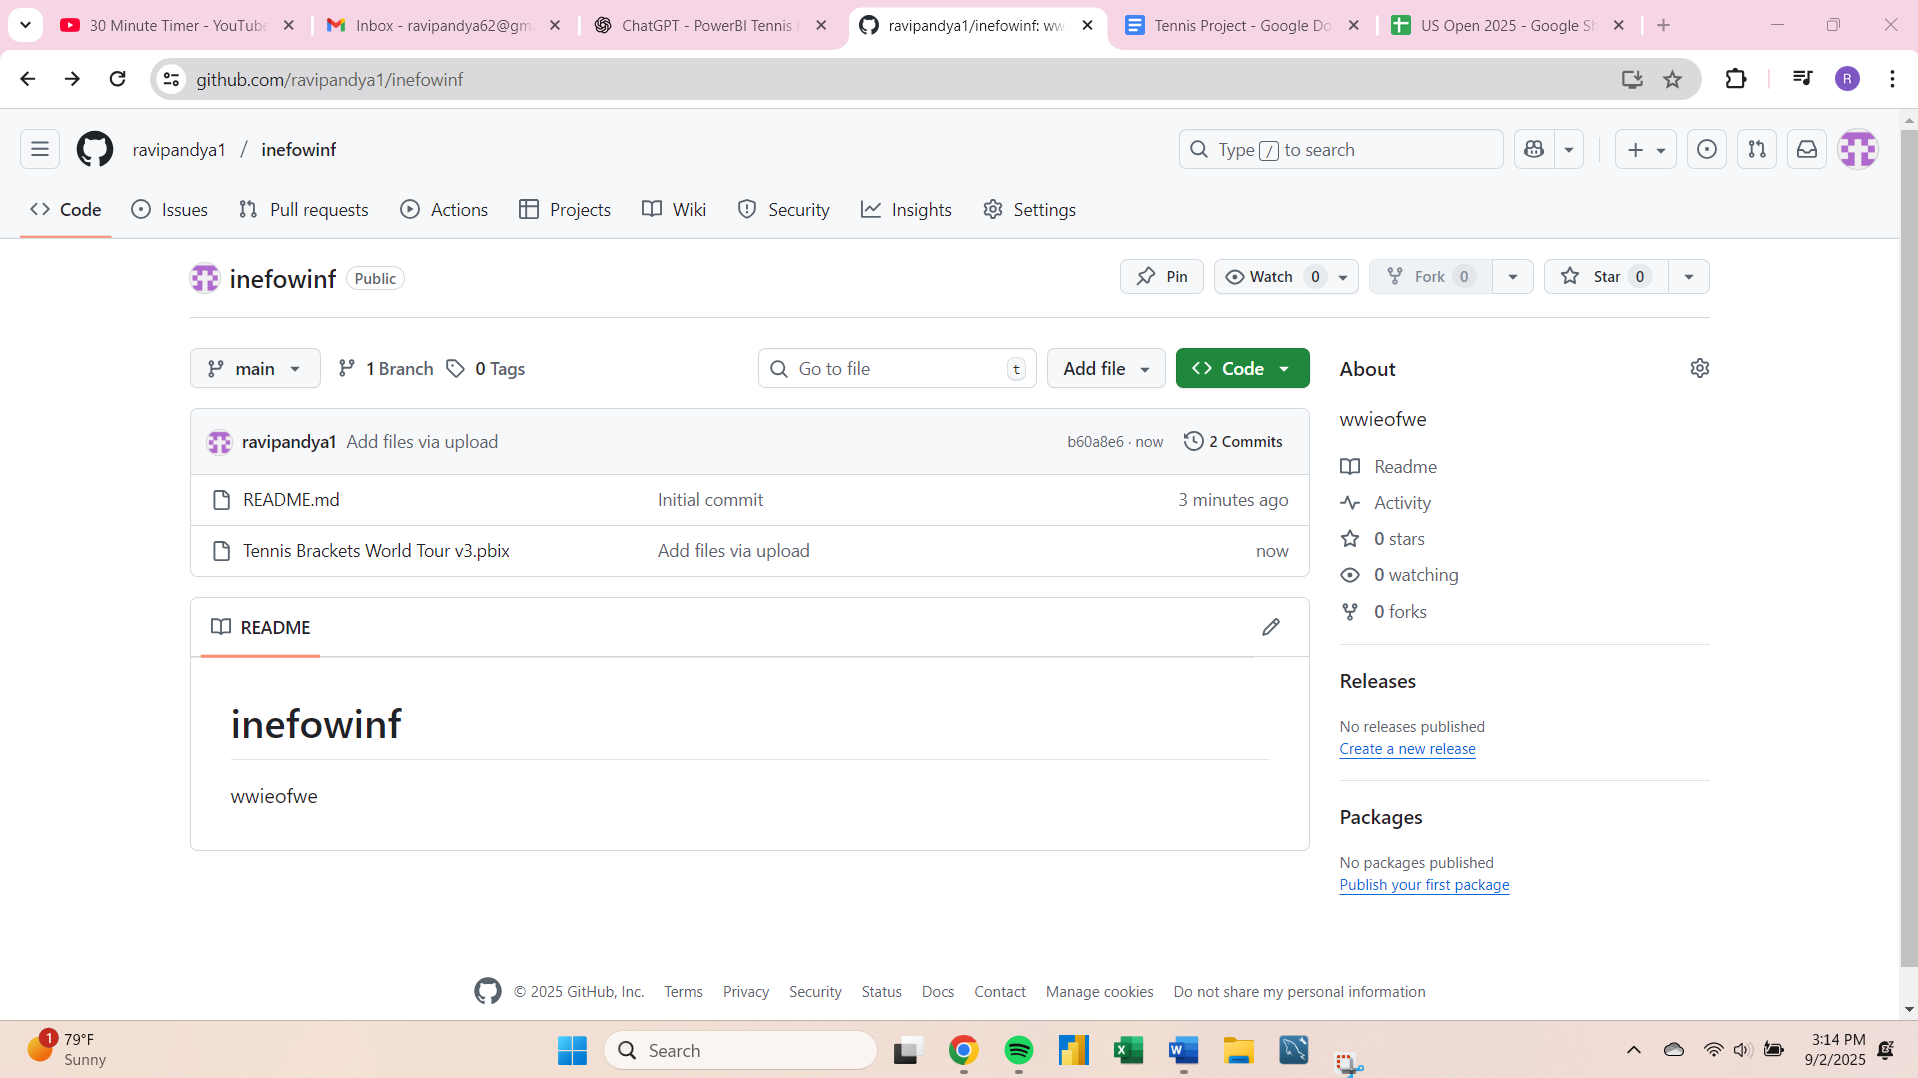 30 Minute Timer - YouTube
Inbox - ravipandya62@gm
ChatGPT - PowerBI Tennis
ravipandya1/inefowinf: ww
Tennis Project - Google Do
US Open 2025 - Google Sh
github.com/ravipandya1/inefowinf
R
ravipandya1 / inefowinf
Type / to search
Code Issues Pull requests Actions Projects Wiki Security Insights Settings
inefowinf Public
Pin Watch 0 Fork 0 Star 0
main 1 Branch 0 Tags
Go to file t Add file Code
About
wwieofwe
ravipandya1 Add files via upload b60a8e6 · now 2 Commits
README.md Initial commit 3 minutes ago
Tennis Brackets World Tour v3.pbix Add files via upload now
Readme
Activity
0 stars
0 watching
0 forks
README
inefowinf
wwieofwe
Releases
No releases published
Create a new release
Packages
No packages published
Publish your first package
© 2025 GitHub, Inc. Terms Privacy Security Status Docs Contact Manage cookies Do not share my personal information
1
79°F
Sunny
Search
W
3:14 PM
9/2/2025